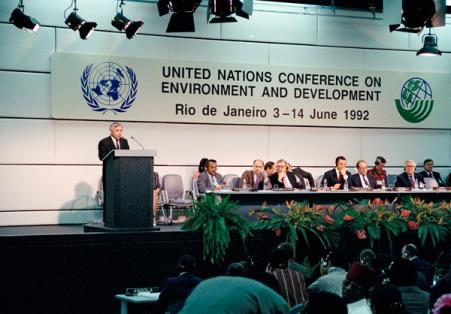 UNITED NATIONS CONFERENCE ON
ENVIRONMENT AND DEVELOPMENT
Rio de Janeiro 3-14 June 1992